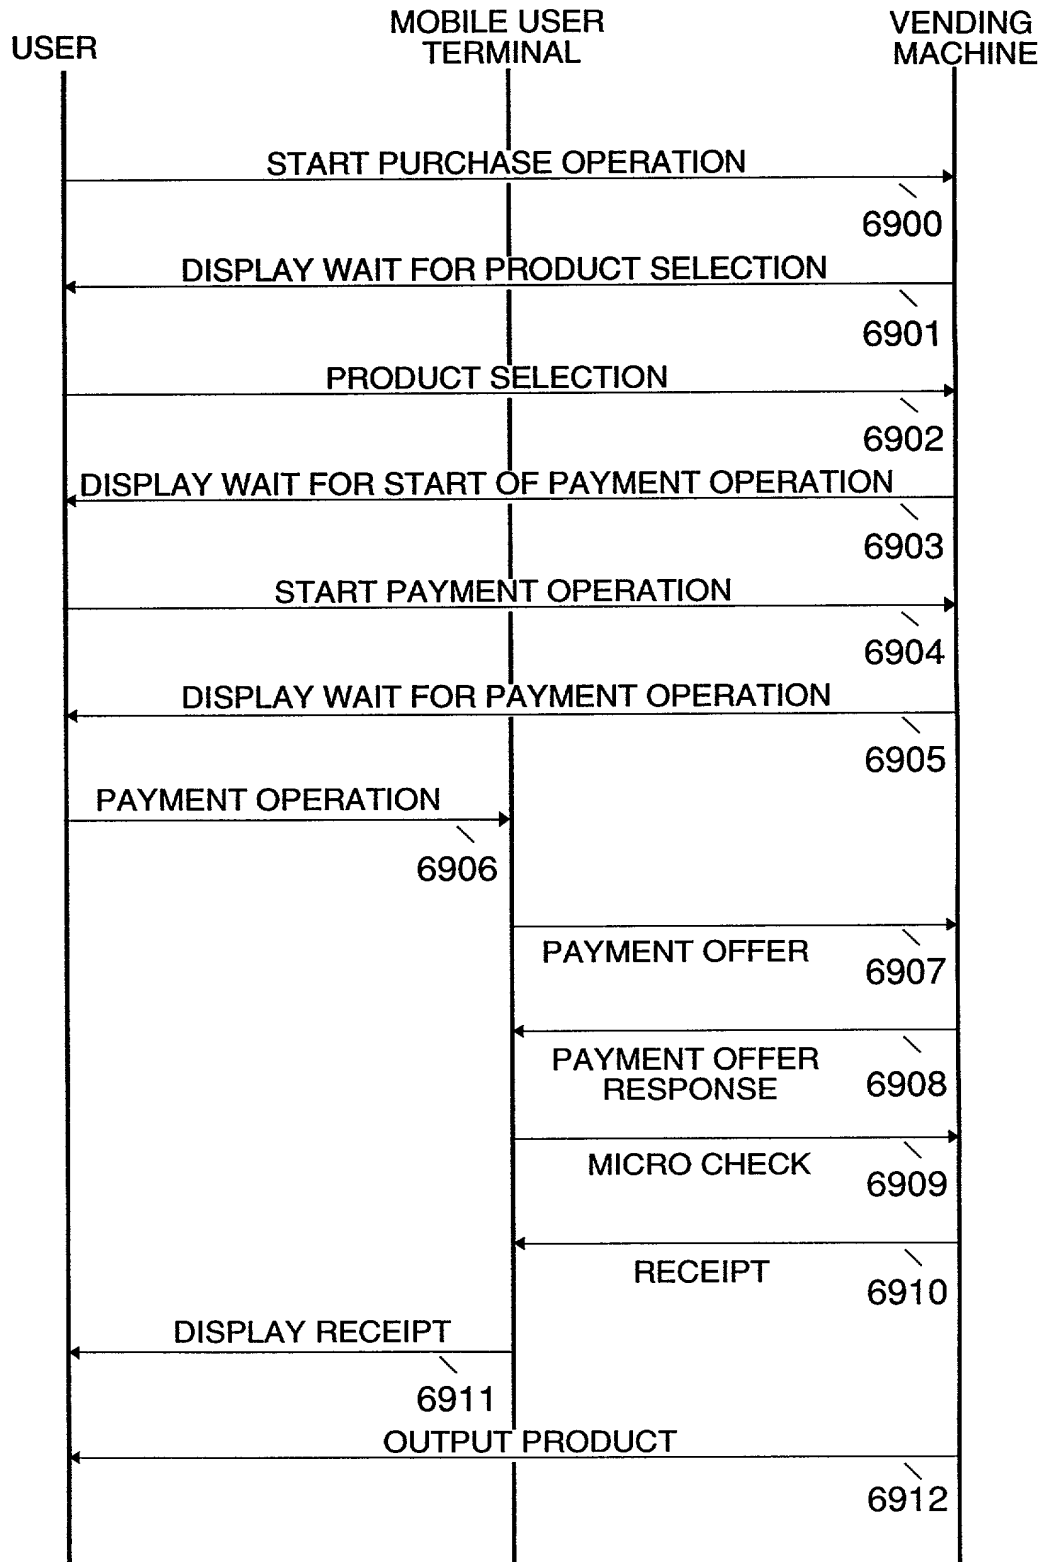 USER
MOBILE USER
TERMINAL
VENDING
MACHINE
START PURCHASE OPERATION
6900
DISPLAY WAIT FOR PRODUCT SELECTION
6901
PRODUCT SELECTION
6902
DISPLAY WAIT FOR START OF PAYMENT OPERATION
6903
START PAYMENT OPERATION
6904
DISPLAY WAIT FOR PAYMENT OPERATION
6905
PAYMENT OPERATION
6906
PAYMENT OFFER
6907
PAYMENT OFFER
RESPONSE
6908
MICRO CHECK
6909
RECEIPT
6910
DISPLAY RECEIPT
6911
OUTPUT PRODUCT
6912